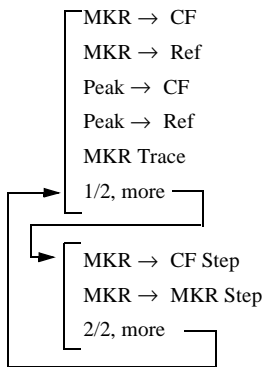 MKR → CF
MKR → Ref
Peak → CF
Peak → Ref
MKR Trace
1/2, more
MKR → CF Step
MKR → MKR Step
2/2, more